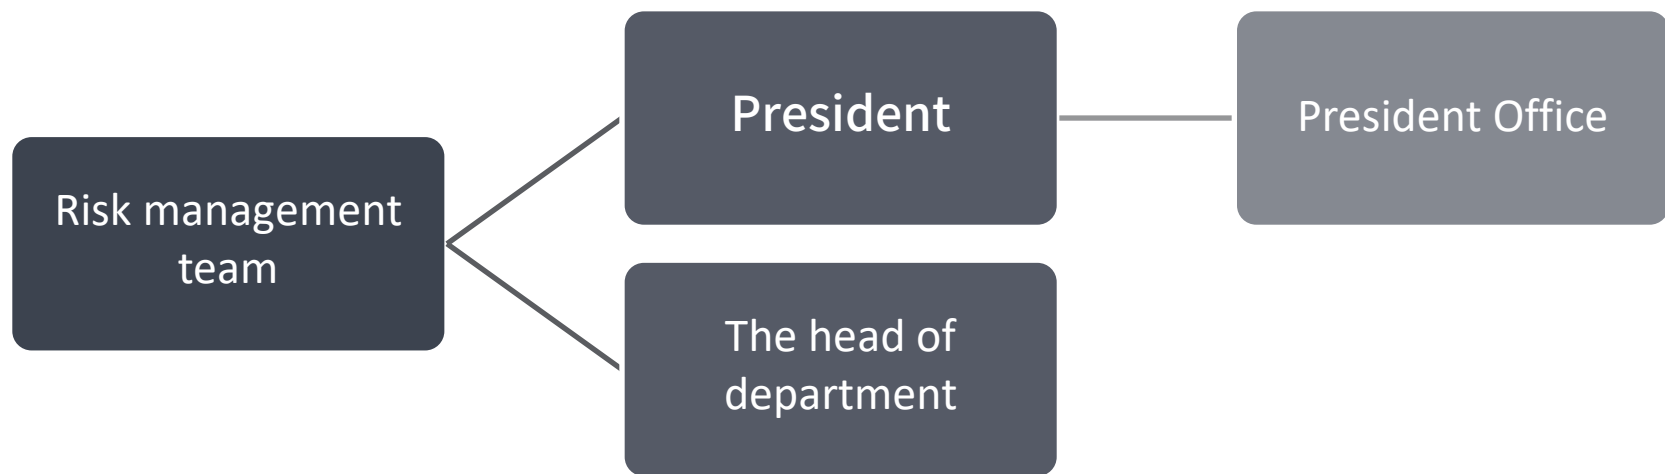 Risk management
team
President
The head of
department
President Office